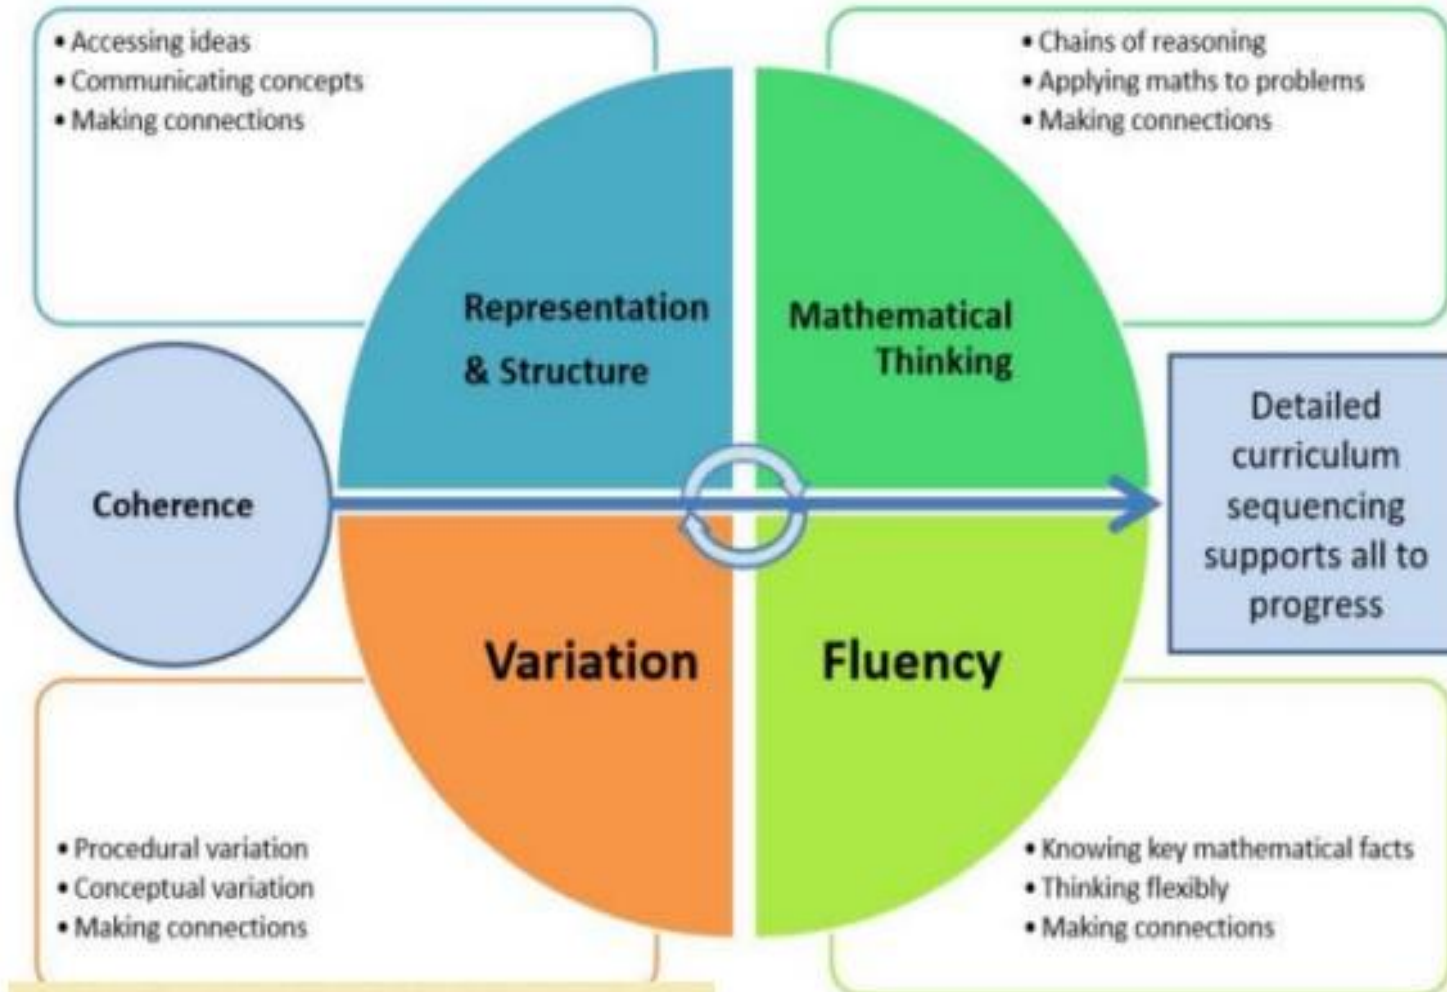 • Accessing ideas
• Communicating concepts
• Making connections
• Chains of reasoning
• Applying maths to problems
• Making connections
Representation
& Structure
Mathematical
Thinking
Coherence
Detailed
curriculum
sequencing
supports all to
progress
Variation
Fluency
• Procedural variation
• Conceptual variation
• Making connections
• Knowing key mathematical facts
• Thinking flexibly
• Making connections